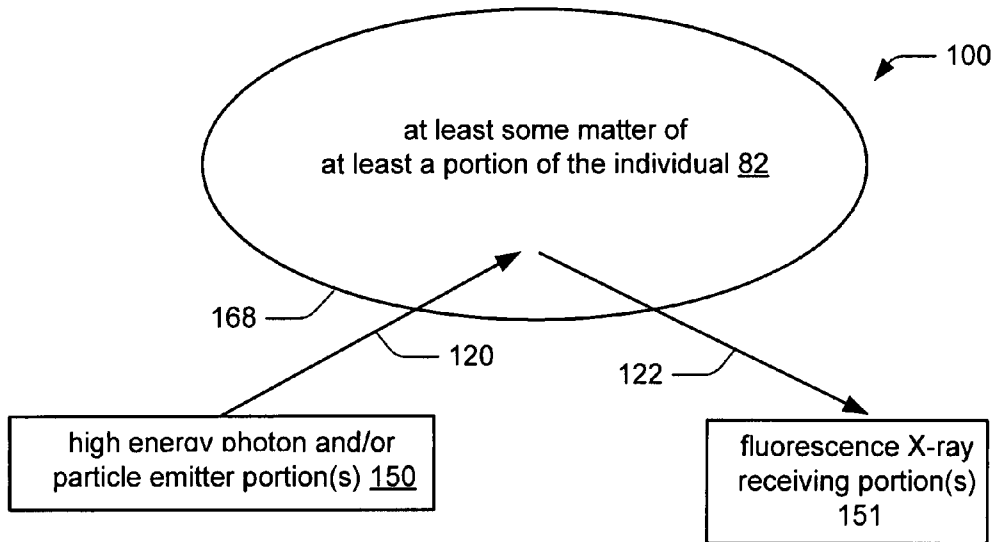 100
at least some matter of
at least a portion of the individual 82
168
120
122
high energy photon and/or
particle emitter portion(s) 150
fluorescence X-ray
receiving portion(s)
151